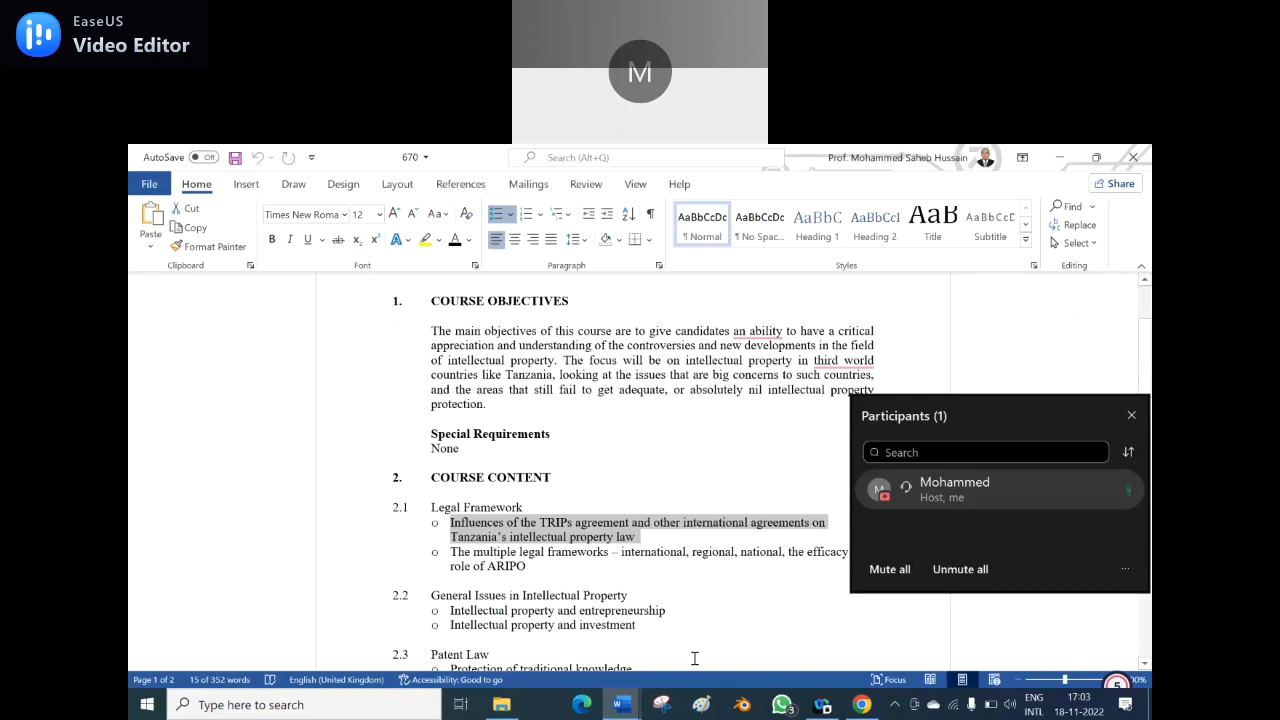 EaseUS
Video Editor
M
AutoSave Off
670
Search (Alt+Q)
Prof. Mohammed Saheb Hussain
File Home Insert Draw Design Layout References Mailings Review View Help
Share
Paste
Cut
Copy
Format Painter
Clipboard
Times New Roma 12
Font
Paragraph
AaBbCcDc AaBbCcDc AaBbC AaBbCcI AaB AaBbCcD
¶ Normal ¶ No Spac... Heading 1 Heading 2 Title Subtitle
Styles
Find
Replace
Select
Editing
1. COURSE OBJECTIVES
The main objectives of this course are to give candidates an ability to have a critical
appreciation and understanding of the controversies and new developments in the field
of intellectual property. The focus will be on intellectual property in third world
countries like Tanzania, looking at the issues that are big concerns to such countries,
and the areas that still fail to get adequate, or absolutely nil intellectual property
protection.
Special Requirements
None
2. COURSE CONTENT
2.1 Legal Framework
o Influences of the TRIPs agreement and other international agreements on
Tanzania's intellectual property law
o The multiple legal frameworks – international, regional, national, the efficacy
role of ARIPO
2.2 General Issues in Intellectual Property
o Intellectual property and entrepreneurship
o Intellectual property and investment
2.3 Patent Law
o Protection of traditional knowledge
Participants (1)
Search
M
Mohammed
Host, me
Mute all Unmute all ...
Page 1 of 2 15 of 352 words English (United Kingdom) Accessibility: Good to go
Focus
Type here to search
3
ENG
INTL
17:03
18-11-2022
5